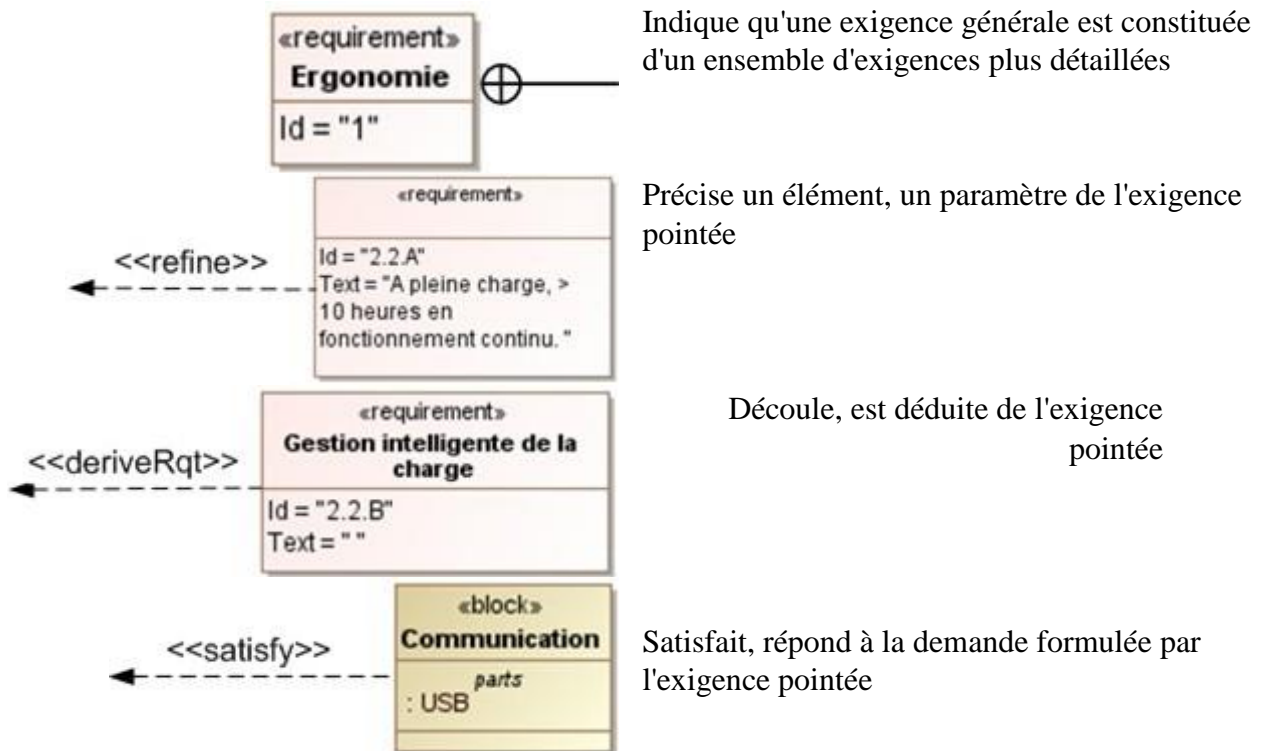 «requirement»
Ergonomie
Id = "1"
Indique qu'une exigence générale est constituée
d'un ensemble d'exigences plus détaillées
<<refine>>
«requirement»
Id = "2.2.A"
Text = "A pleine charge, >
10 heures en
fonctionnement continu. "
Précise un élément, un paramètre de l'exigence
pointée
<<deriveRqt>>
«requirement»
Gestion intelligente de la
charge
Id = "2.2.B"
Text = " "
Découle, est déduite de l'exigence
pointée
<<satisfy>>
«block»
Communication
parts
: USB
Satisfait, répond à la demande formulée par
l'exigence pointée